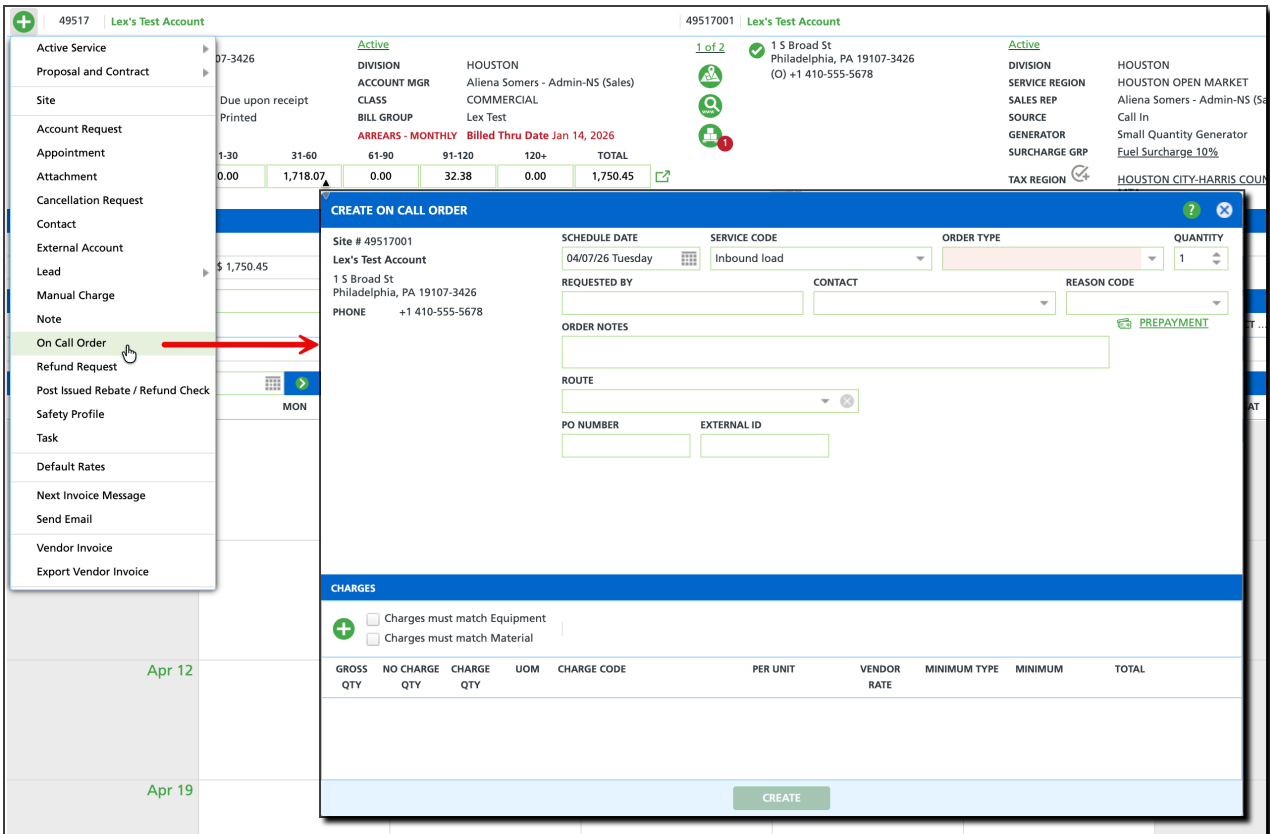 49517 Lex's Test Account 49517001 Lex's Test Account
Active Service
Proposal and Contract
Site
Account Request
Appointment
Attachment
Cancellation Request
Contact
External Account
Lead
Manual Charge
Note
On Call Order
Refund Request
Post Issued Rebate / Refund Check
Safety Profile
Task
Default Rates
Next Invoice Message
Send Email
Vendor Invoice
Export Vendor Invoice
07-3426
Due upon receipt
Printed
Active
DIVISION HOUSTON
ACCOUNT MGR Aliena Somers - Admin-NS (Sales)
CLASS COMMERCIAL
BILL GROUP Lex Test
ARREARS - MONTHLY Billed Thru Date Jan 14, 2026
1-30 31-60 61-90 91-120 120+ TOTAL
0.00 1,718.07 0.00 32.38 0.00 1,750.45
1 of 2
www
1
1 S Broad St
Philadelphia, PA 19107-3426
(O) +1 410-555-5678
Active
DIVISION HOUSTON
SERVICE REGION HOUSTON OPEN MARKET
SALES REP Aliena Somers - Admin-NS (Sa
SOURCE Call In
GENERATOR Small Quantity Generator
SURCHARGE GRP Fuel Surcharge 10%
TAX REGION HOUSTON CITY-HARRIS COUN
$ 1,750.45
MON
CREATE ON CALL ORDER ?
Site # 49517001
Lex's Test Account
1 S Broad St
Philadelphia, PA 19107-3426
PHONE +1 410-555-5678
SCHEDULE DATE SERVICE CODE ORDER TYPE QUANTITY
04/07/26 Tuesday Inbound load 1
REQUESTED BY CONTACT REASON CODE
ORDER NOTES PREPAYMENT
ROUTE
PO NUMBER EXTERNAL ID
CT ...
AT
CHARGES
Charges must match Equipment
Charges must match Material
GROSS QTY NO CHARGE QTY CHARGE QTY UOM CHARGE CODE PER UNIT VENDOR RATE MINIMUM TYPE MINIMUM TOTAL
CREATE
Apr 12
Apr 19